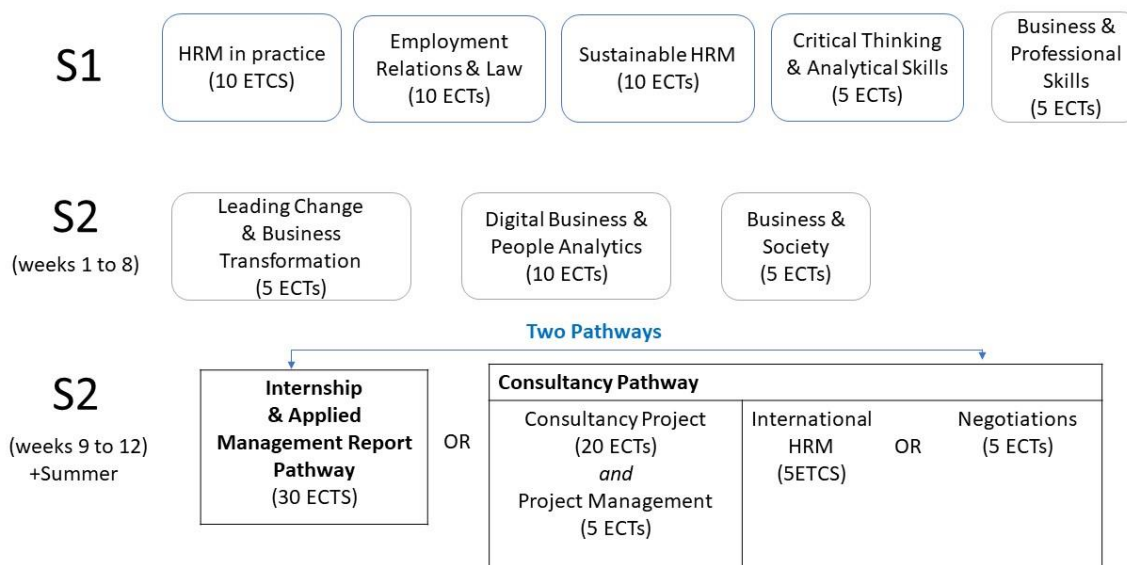 S1
HRM in practice
(10 ETCS)
Employment
Relations & Law
(10 ECTs)
Sustainable HRM
(10 ECTs)
Critical Thinking
& Analytical Skills
(5 ECTs)
Business &
Professional
Skills
(5 ECTs)
S2
(weeks 1 to 8)
Leading Change
& Business
Transformation
(5 ECTs)
Digital Business &
People Analytics
(10 ECTs)
Business &
Society
(5 ECTs)
Two Pathways
S2
(weeks 9 to 12)
+Summer
Internship
& Applied
Management Report
Pathway
(30 ECTS)
OR
Consultancy Pathway
Consultancy Project
(20 ECTs)
and
Project Management
(5 ECTs)
International
HRM
(5ETCS)
OR
Negotiations
(5 ECTs)